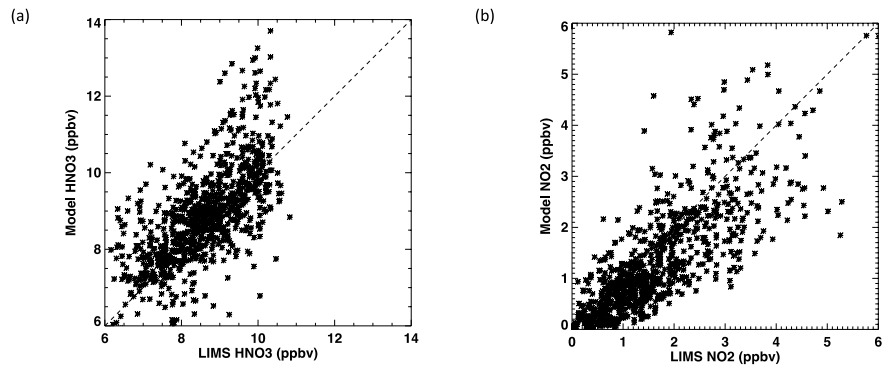 (a)
14
12
10
8
6
Model HNO3 (ppbv)
6 8 10 12 14
LIMS HNO3 (ppbv)
(b)
6
5
4
3
2
1
0
Model NO2 (ppbv)
0 1 2 3 4 5 6
LIMS NO2 (ppbv)